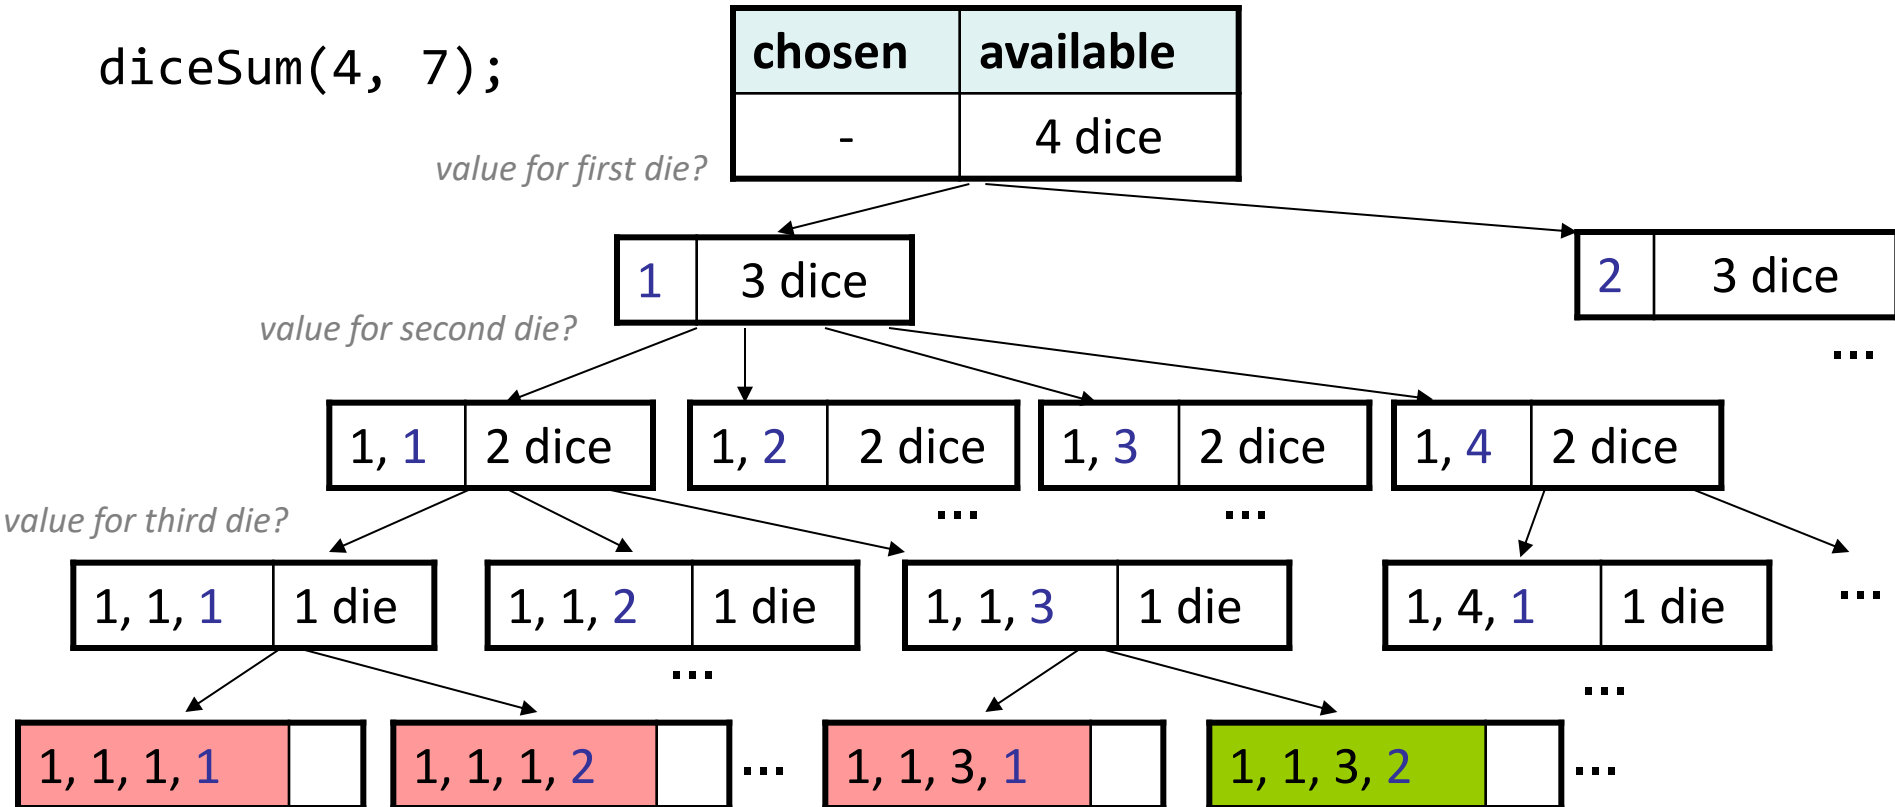 diceSum(4, 7);
chosen available
- 4 dice
value for first die?
1 3 dice
2 3 dice
...
value for second die?
1, 1 2 dice
1, 2 2 dice
1, 3 2 dice
1, 4 2 dice
...
...
value for third die?
1, 1, 1 1 die
1, 1, 2 1 die
1, 1, 3 1 die
1, 4, 1 1 die
...
...
...
1, 1, 1, 1
1, 1, 1, 2
...
1, 1, 3, 1
1, 1, 3, 2
...